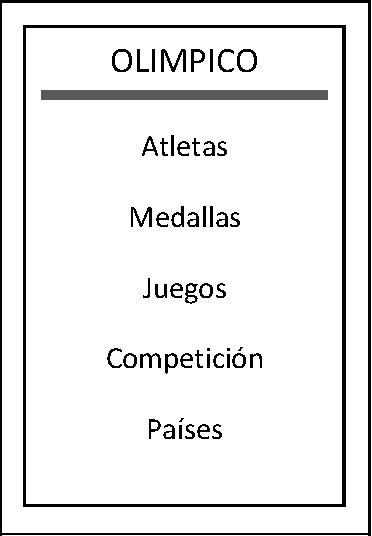 OLIMPICO
Atletas
Medallas
Juegos
Competición
Países